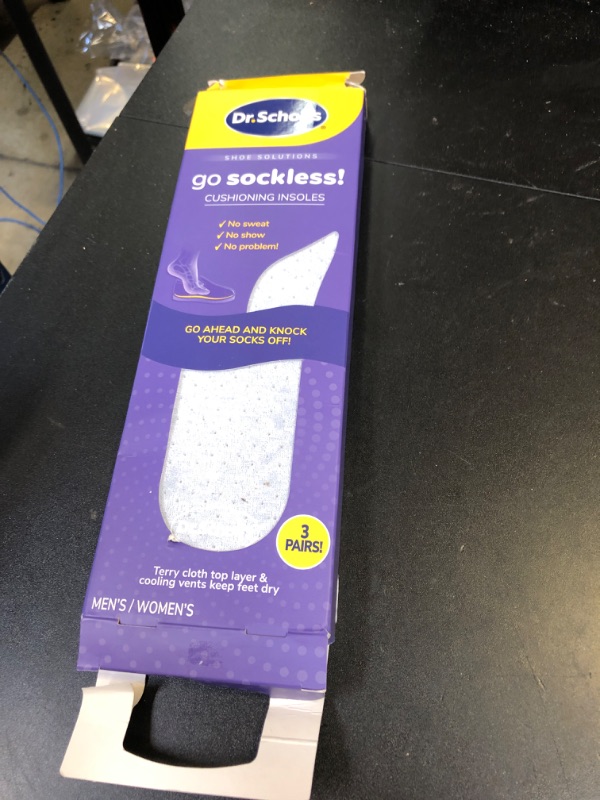 Dr.Scholl's
SHOE SOLUTIONS
go sockless!
CUSHIONING INSOLES
✓ No sweat
✓ No show
✓ No problem!
GO AHEAD AND KNOCK
YOUR SOCKS OFF!
3
PAIRS!
Terry cloth top layer &
cooling vents keep feet dry
MEN'S / WOMEN'S